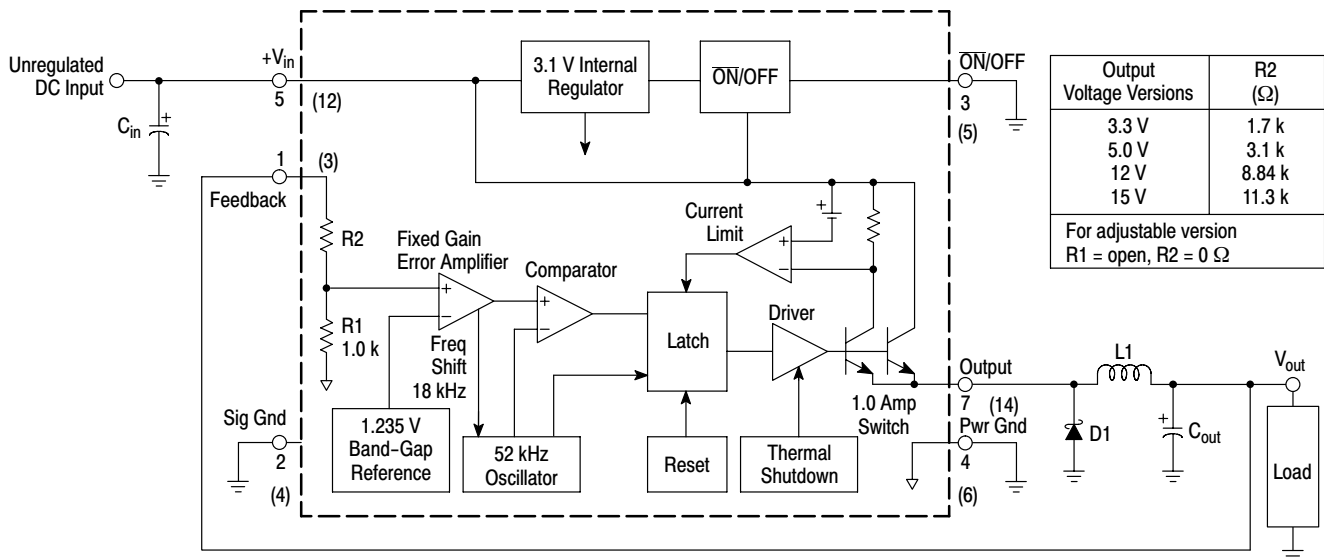 Unregulated
DC Input
+Vin
5
(12)
Cin
+
3.1 V Internal
Regulator
ON/OFF
ON/OFF
3
(5)
Output
Voltage Versions
R2
(Ω)
3.3 V
1.7 k
5.0 V
3.1 k
12 V
8.84 k
15 V
11.3 k
For adjustable version
R1 = open, R2 = 0 Ω
1
(3)
Feedback
R2
Fixed Gain
Error Amplifier
+
−
Comparator
+
−
Current
Limit
+
−
+
R1
1.0 k
Freq
Shift
18 kHz
Latch
Driver
1.0 Amp
Switch
Output
7
(14)
L1
Vout
D1
+
Cout
Load
Sig Gnd
2
(4)
1.235 V
Band−Gap
Reference
52 kHz
Oscillator
Reset
Thermal
Shutdown
Pwr Gnd
4
(6)